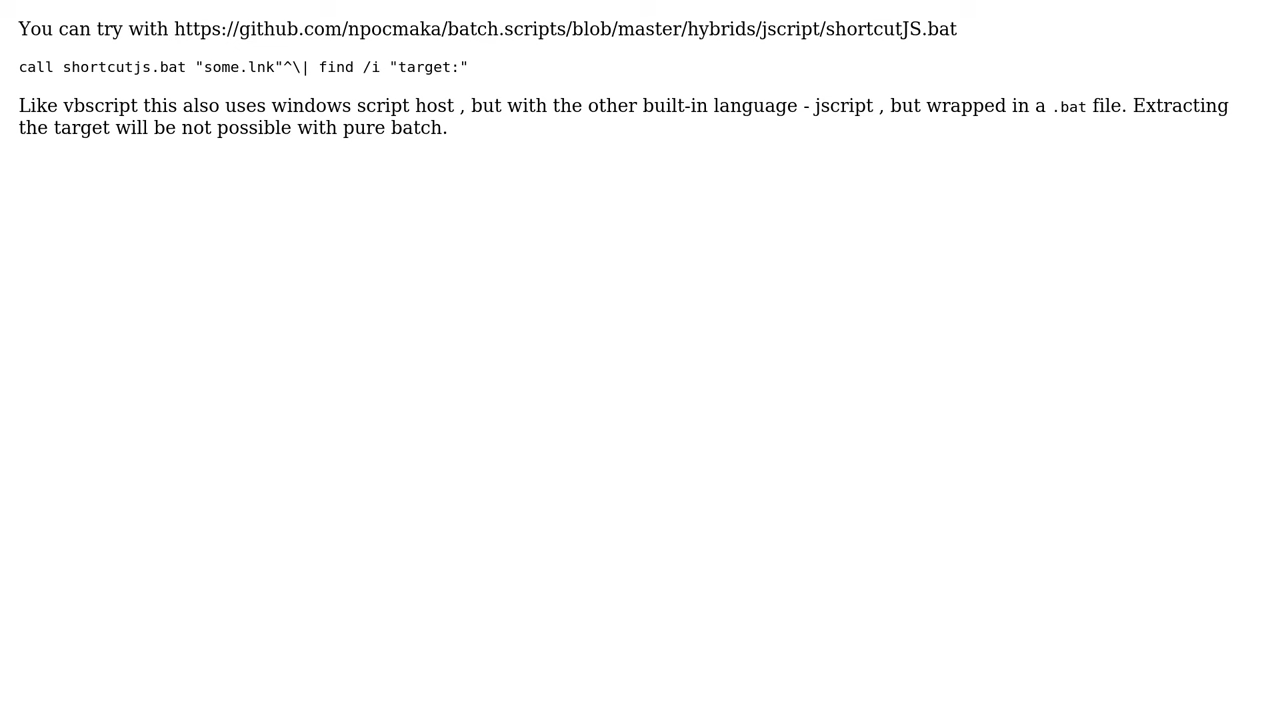 You can try with https://github.com/npocmaka/batch.scripts/blob/master/hybrids/jscript/shortcutJS.bat
call shortcutjs.bat "some.lnk"^\| find /i "target:"
Like vbscript this also uses windows script host , but with the other built-in language - jscript , but wrapped in a .bat file. Extracting
the target will be not possible with pure batch.